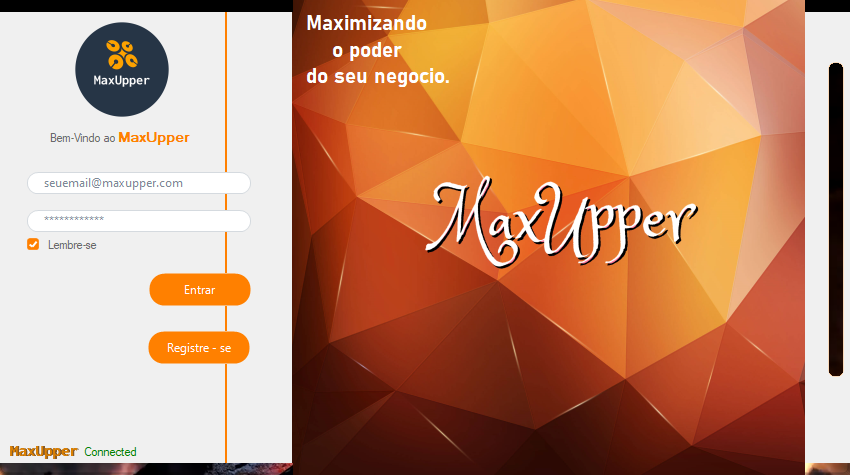 MaxUpper
Bem-Vindo ao MaxUpper
seuemail@maxupper.com
************
Lembre-se
Entrar
Registre - se
MaxUpper Connected
Maximizando
o poder
do seu negocio.
MaxUpper